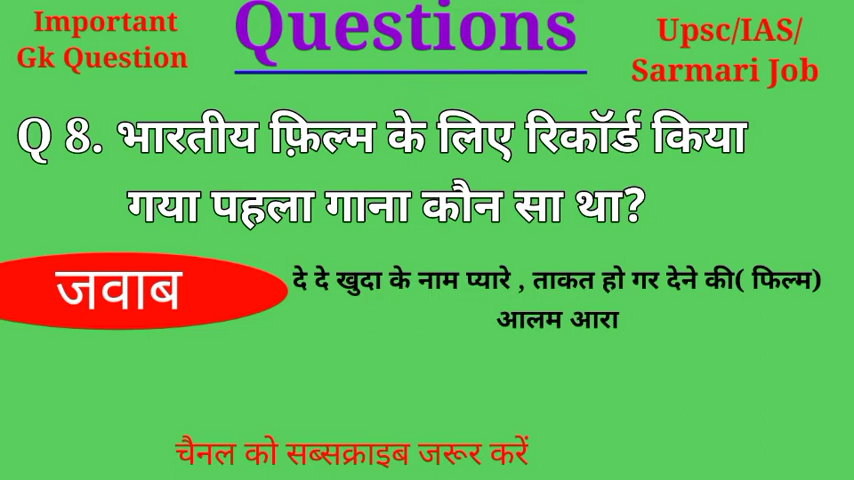 Important
Gk Question
Questions
Upsc/IAS/
Sarmari Job
Q 8. भारतीय फ़िल्म के लिए रिकॉर्ड किया
गया पहला गाना कौन सा था?
जवाब
दे दे खुदा के नाम प्यारे , ताकत हो गर देने की( फिल्म)
आलम आरा
चैनल को सब्सक्राइब जरूर करें